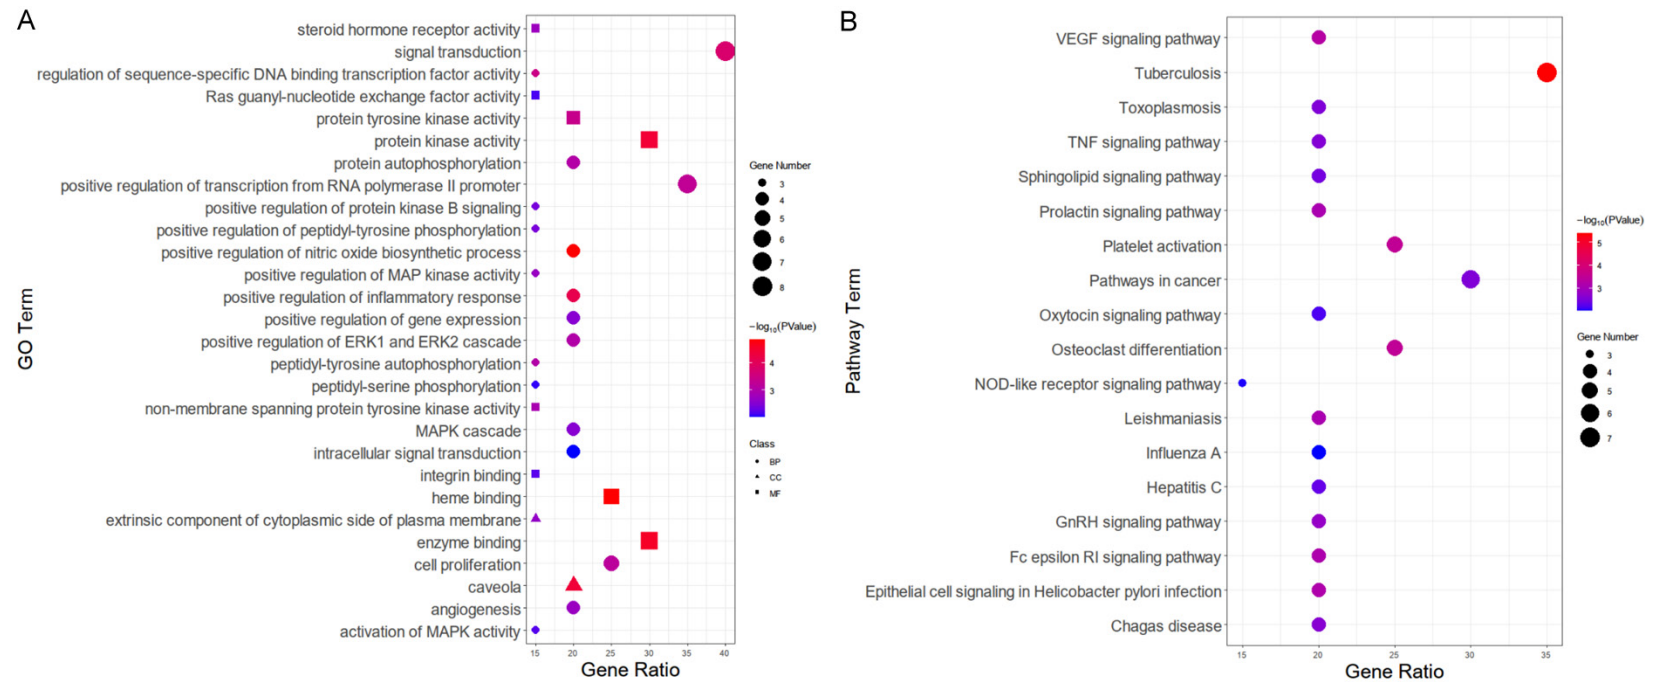 A
GO Term
steroid hormone receptor activity
signal transduction
regulation of sequence-specific DNA binding transcription factor activity
Ras guanyl-nucleotide exchange factor activity
protein tyrosine kinase activity
protein kinase activity
protein autophosphorylation
positive regulation of transcription from RNA polymerase II promoter
positive regulation of protein kinase B signaling
positive regulation of peptidyl-tyrosine phosphorylation
positive regulation of nitric oxide biosynthetic process
positive regulation of MAP kinase activity
positive regulation of inflammatory response
positive regulation of gene expression
positive regulation of ERK1 and ERK2 cascade
peptidyl-tyrosine autophosphorylation
peptidyl-serine phosphorylation
non-membrane spanning protein tyrosine kinase activity
MAPK cascade
intracellular signal transduction
integrin binding
heme binding
extrinsic component of cytoplasmic side of plasma membrane
enzyme binding
cell proliferation
caveola
angiogenesis
activation of MAPK activity
15 20 25 30 35 40
Gene Ratio
Gene Number
3
4
5
6
7
8
−log10(PValue)
4
3
Class
BP
CC
MF
B
Pathway Term
VEGF signaling pathway
Tuberculosis
Toxoplasmosis
TNF signaling pathway
Sphingolipid signaling pathway
Prolactin signaling pathway
Platelet activation
Pathways in cancer
Oxytocin signaling pathway
Osteoclast differentiation
NOD-like receptor signaling pathway
Leishmaniasis
Influenza A
Hepatitis C
GnRH signaling pathway
Fc epsilon RI signaling pathway
Epithelial cell signaling in Helicobacter pylori infection
Chagas disease
15 20 25 30 35
Gene Ratio
−log10(PValue)
5
4
3
Gene Number
3
4
5
6
7